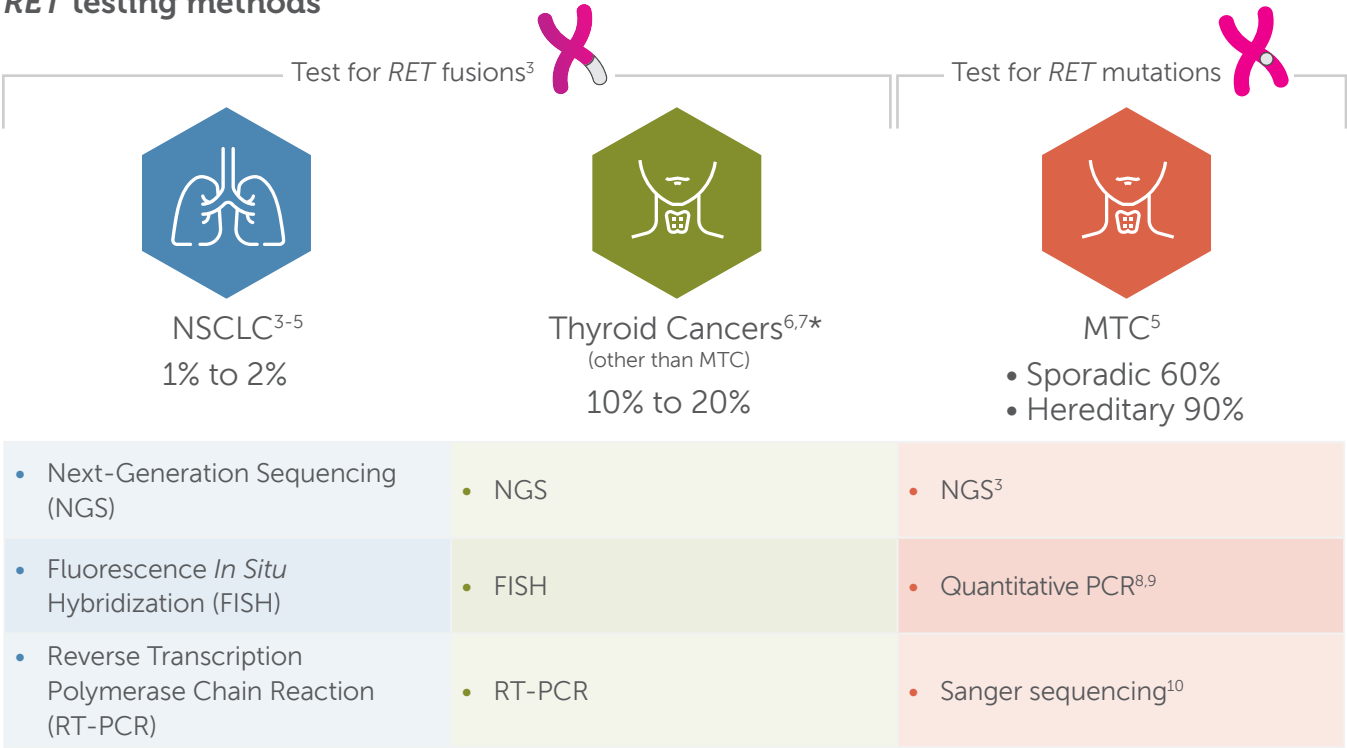 RET testing methods
Test for RET fusions³
Test for RET mutations
NSCLC³⁻⁵
1% to 2%
Thyroid Cancers⁶,⁷*
(other than MTC)
10% to 20%
MTC⁵
• Sporadic 60%
• Hereditary 90%
• Next-Generation Sequencing
(NGS)
• NGS
• NGS³
• Fluorescence In Situ
Hybridization (FISH)
• FISH
• Quantitative PCR⁸,⁹
• Reverse Transcription
Polymerase Chain Reaction
(RT-PCR)
• RT-PCR
• Sanger sequencing¹⁰